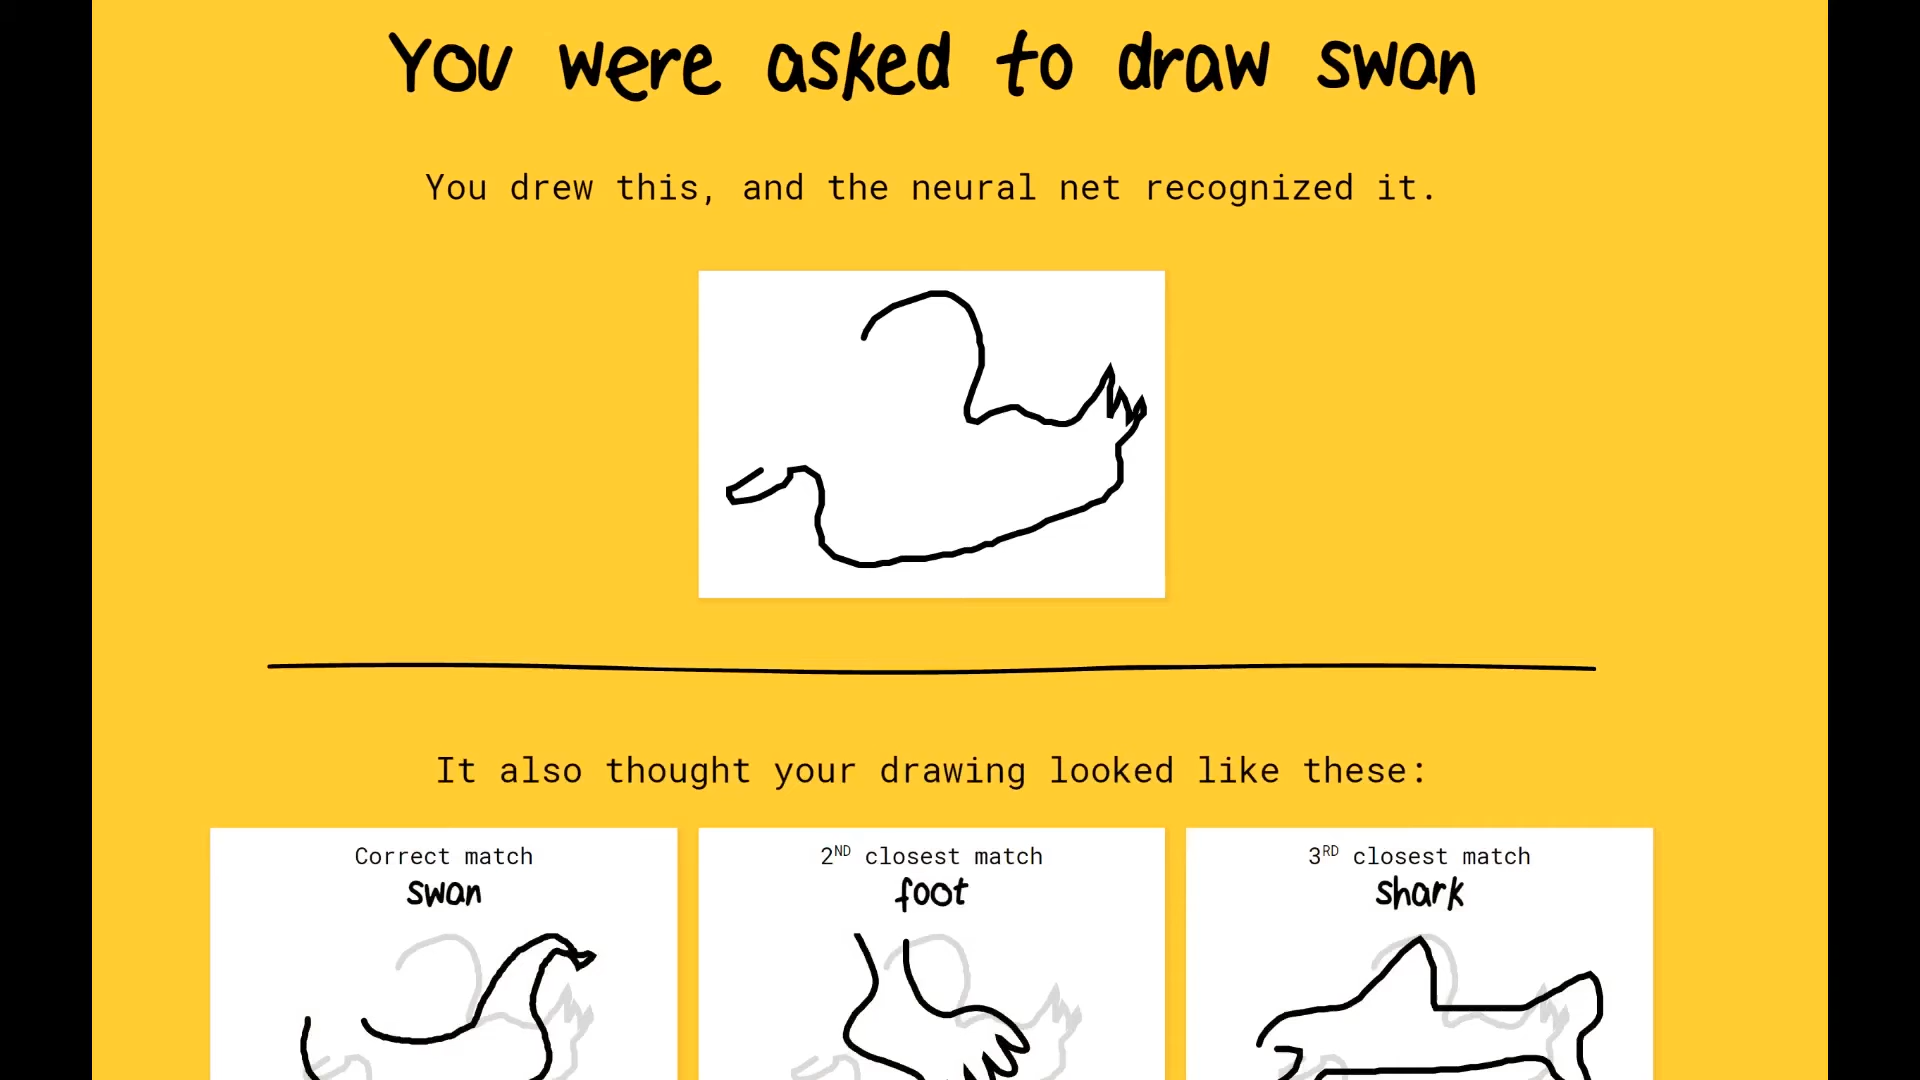 You were asked to draw swan
You drew this, and the neural net recognized it.
It also thought your drawing looked like these:
Correct match
swan
2ND closest match
foot
3RD closest match
shark